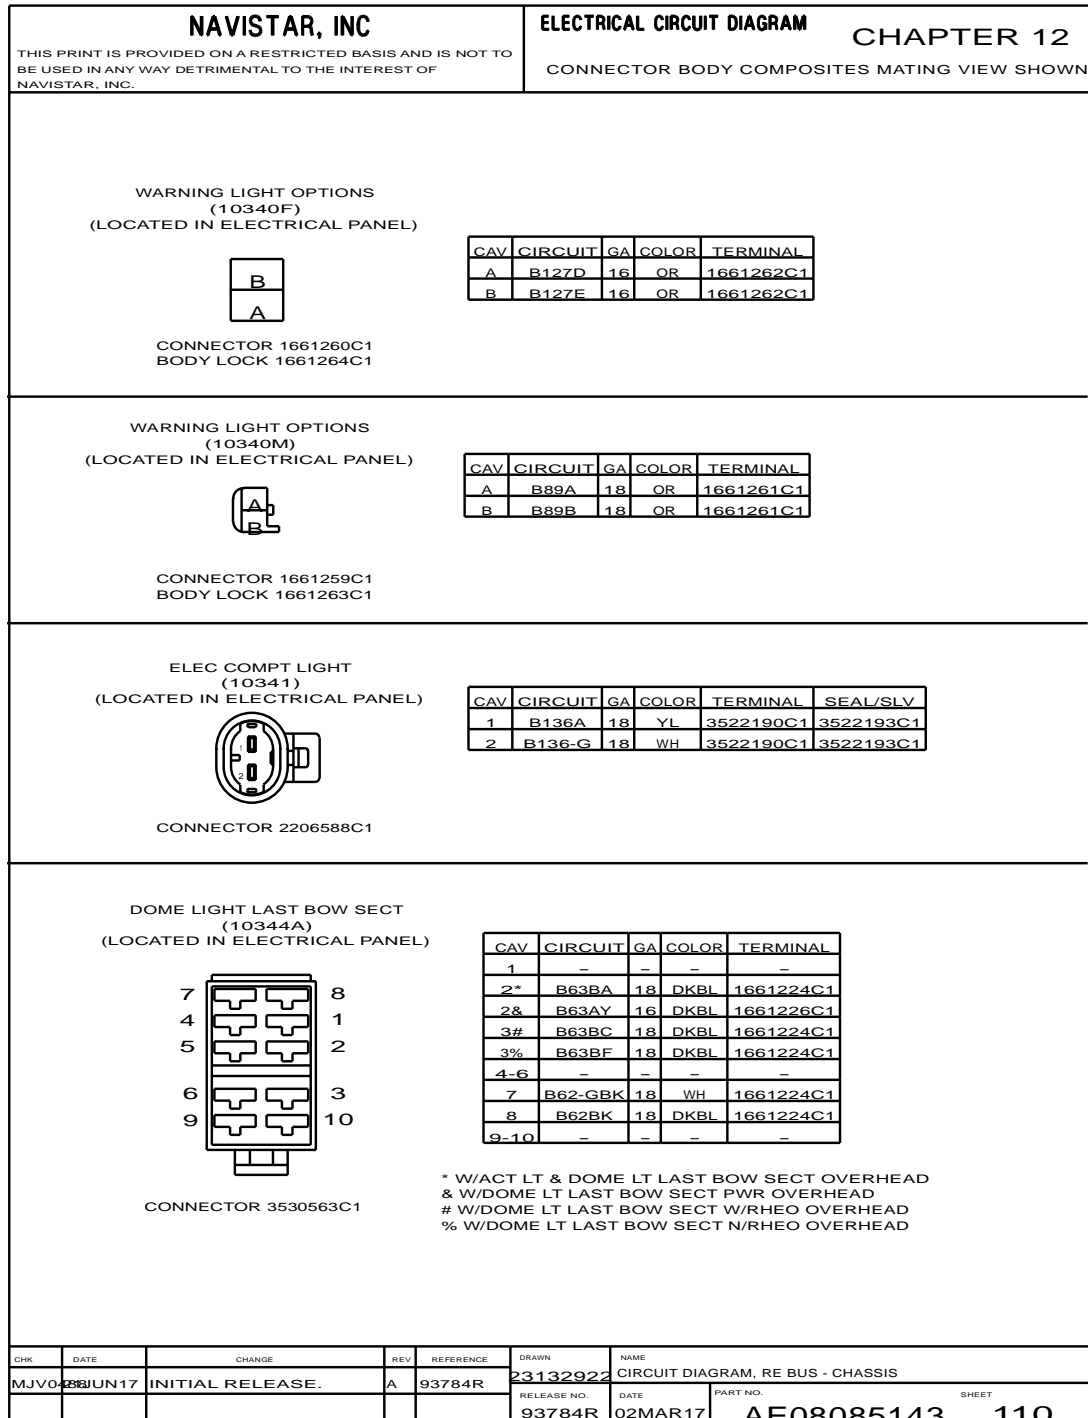 NAVISTAR, INC
THIS PRINT IS PROVIDED ON A RESTRICTED BASIS AND IS NOT TO
BE USED IN ANY WAY DETRIMENTAL TO THE INTEREST OF
NAVISTAR, INC.
ELECTRICAL CIRCUIT DIAGRAM
CHAPTER 12
CONNECTOR BODY COMPOSITES MATING VIEW SHOWN
WARNING LIGHT OPTIONS
(10340F)
(LOCATED IN ELECTRICAL PANEL)
B
A
CONNECTOR 1661260C1
BODY LOCK 1661264C1
CAV CIRCUIT GA COLOR TERMINAL
A B127D 16 OR 1661262C1
B B127E 16 OR 1661262C1
WARNING LIGHT OPTIONS
(10340M)
(LOCATED IN ELECTRICAL PANEL)
A
B
CONNECTOR 1661259C1
BODY LOCK 1661263C1
CAV CIRCUIT GA COLOR TERMINAL
A B89A 18 OR 1661261C1
B B89B 18 OR 1661261C1
ELEC COMPT LIGHT
(10341)
(LOCATED IN ELECTRICAL PANEL)
1
2
CONNECTOR 2206588C1
CAV CIRCUIT GA COLOR TERMINAL SEAL/SLV
1 B136A 18 YL 3522190C1 3522193C1
2 B136-G 18 WH 3522190C1 3522193C1
DOME LIGHT LAST BOW SECT
(10344A)
(LOCATED IN ELECTRICAL PANEL)
7 8
4 1
5 2
6 3
9 10
CONNECTOR 3530563C1
CAV CIRCUIT GA COLOR TERMINAL
1 – – – –
2* B63BA 18 DKBL 1661224C1
2& B63AY 16 DKBL 1661226C1
3# B63BC 18 DKBL 1661224C1
3% B63BF 18 DKBL 1661224C1
4-6 – – – –
7 B62-GBK 18 WH 1661224C1
8 B62BK 18 DKBL 1661224C1
9-10 – – – –
* W/ACT LT & DOME LT LAST BOW SECT OVERHEAD
& W/DOME LT LAST BOW SECT PWR OVERHEAD
# W/DOME LT LAST BOW SECT W/RHEO OVERHEAD
% W/DOME LT LAST BOW SECT N/RHEO OVERHEAD
CHK DATE CHANGE REV REFERENCE
INITIAL RELEASE. A 93784R
DRAWN
23132922
NAME
CIRCUIT DIAGRAM, RE BUS - CHASSIS
RELEASE NO. DATE PART NO. SHEET
93784R 02MAR17 AE08085143 110